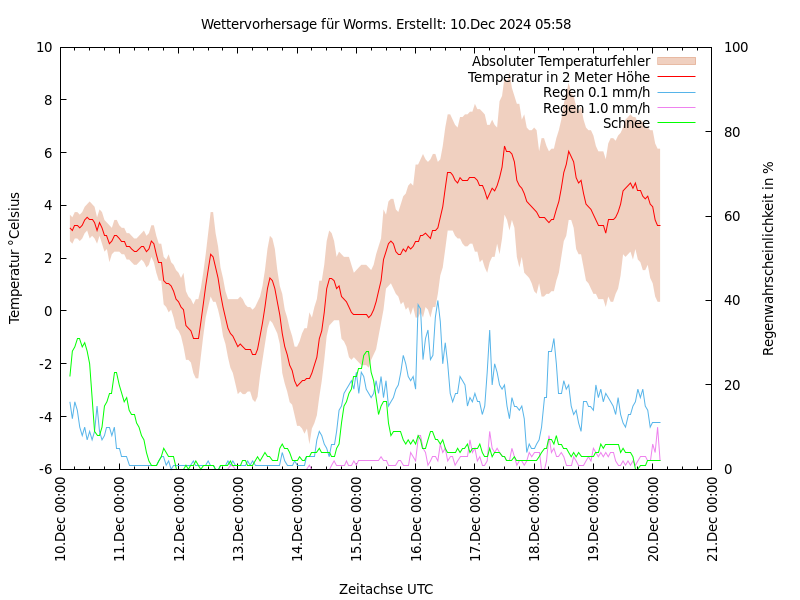 Wettervorhersage für Worms. Erstellt: 10.Dec 2024 05:58
Absoluter Temperaturfehler
Temperatur in 2 Meter Höhe
Regen 0.1 mm/h
Regen 1.0 mm/h
Schnee
Temperatur °Celsius
10
8
6
4
2
0
-2
-4
-6
Regenwahrscheinlichkeit in %
100
80
60
40
20
0
10.Dec 00:00
11.Dec 00:00
12.Dec 00:00
13.Dec 00:00
14.Dec 00:00
15.Dec 00:00
16.Dec 00:00
17.Dec 00:00
18.Dec 00:00
19.Dec 00:00
20.Dec 00:00
21.Dec 00:00
Zeitachse UTC